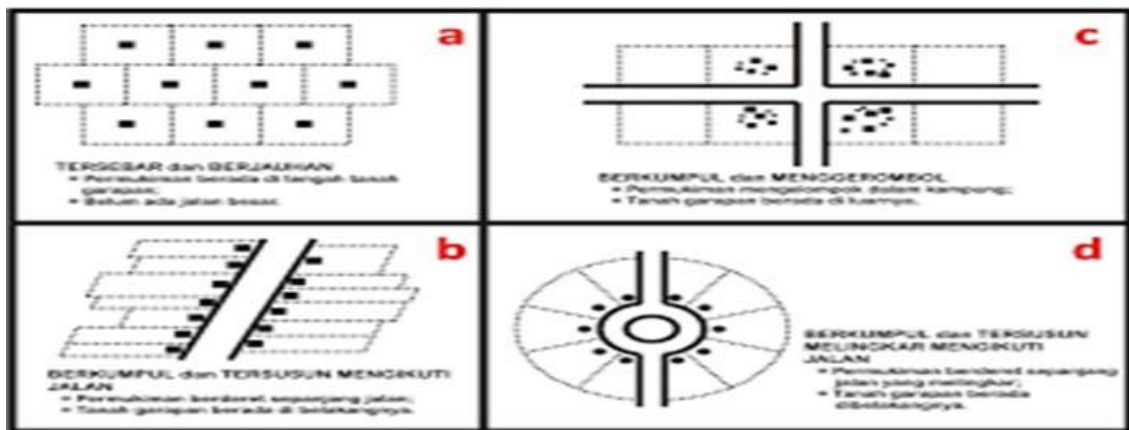 a
TERSEBAR dan BERJAUHAN
Permukiman berada di tengah tanah
garapan;
Belum ada jalan besar.
b
BERKUMPUL dan TERSUSUN MENGIKUTI
JALAN
Permukiman berderet sepanjang jalan;
Tanah garapan berada di belakangnya.
c
BERKUMPUL dan MENGGEROMBOL
Permukiman mengelompok dalam kampung;
Tanah garapan berada di luarnya.
d
BERKUMPUL dan TERSUSUN
MELINGKAR MENGIKUTI
JALAN
Permukiman berderet sepanjang
jalan yang melingkar;
Tanah garapan berada
dibelakangnya.